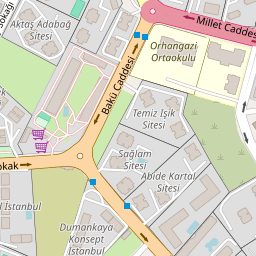 Aktaş Adabağ
Sitesi
Millet Caddesi
Orhangazi
Ortaokulu
Bakü Caddesi
Temiz Işık
Sitesi
Sağlam
Sitesi
okak
Abide Kartal
Sitesi
l İstanbul
Dumankaya
Konsept
İstanbul